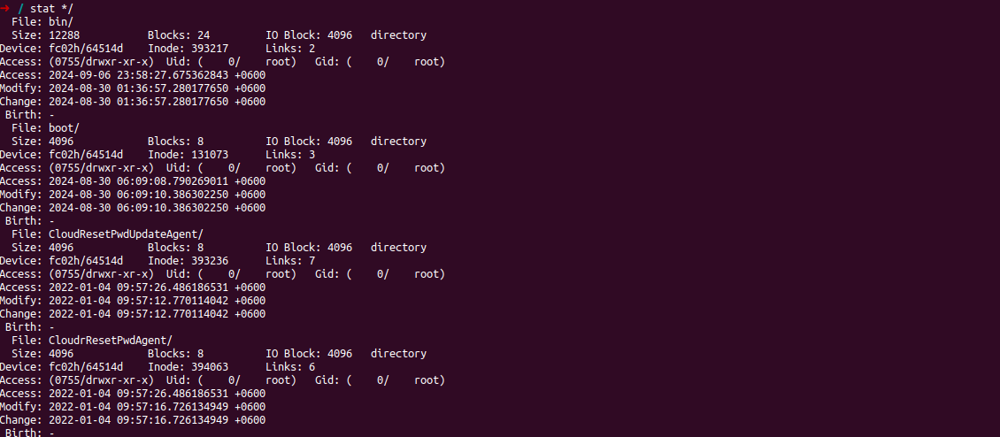 ➜ / stat */
File: bin/
Size: 12288 Blocks: 24 IO Block: 4096 directory
Device: fc02h/64514d Inode: 393217 Links: 2
Access: (0755/drwxr-xr-x) Uid: ( 0/ root) Gid: ( 0/ root)
Access: 2024-09-06 23:58:27.675362843 +0600
Modify: 2024-08-30 01:36:57.280177650 +0600
Change: 2024-08-30 01:36:57.280177650 +0600
Birth: -
File: boot/
Size: 4096 Blocks: 8 IO Block: 4096 directory
Device: fc02h/64514d Inode: 131073 Links: 3
Access: (0755/drwxr-xr-x) Uid: ( 0/ root) Gid: ( 0/ root)
Access: 2024-08-30 06:09:08.790269011 +0600
Modify: 2024-08-30 06:09:10.386302250 +0600
Change: 2024-08-30 06:09:10.386302250 +0600
Birth: -
File: CloudResetPwdUpdateAgent/
Size: 4096 Blocks: 8 IO Block: 4096 directory
Device: fc02h/64514d Inode: 393236 Links: 7
Access: (0755/drwxr-xr-x) Uid: ( 0/ root) Gid: ( 0/ root)
Access: 2022-01-04 09:57:26.486186531 +0600
Modify: 2022-01-04 09:57:12.770114042 +0600
Change: 2022-01-04 09:57:12.770114042 +0600
Birth: -
File: CloudrResetPwdAgent/
Size: 4096 Blocks: 8 IO Block: 4096 directory
Device: fc02h/64514d Inode: 394063 Links: 6
Access: (0755/drwxr-xr-x) Uid: ( 0/ root) Gid: ( 0/ root)
Access: 2022-01-04 09:57:26.486186531 +0600
Modify: 2022-01-04 09:57:16.726134949 +0600
Change: 2022-01-04 09:57:16.726134949 +0600
Birth: -